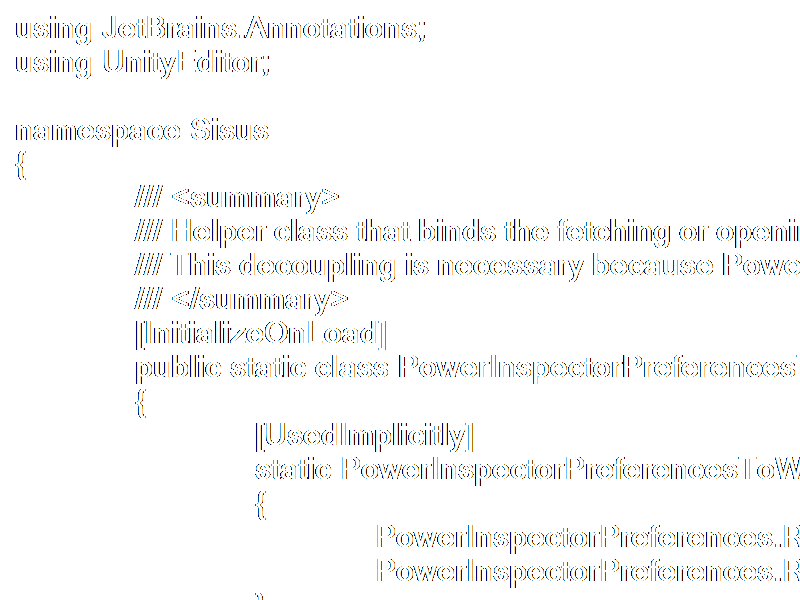 using JetBrains.Annotations;
using UnityEditor;
namespace Sisus
{
/// <summary>
/// Helper class that binds the fetching or openi
/// This decoupling is necessary because Powe
/// </summary>
[InitializeOnLoad]
public static class PowerInspectorPreferences
{
[UsedImplicitly]
static PowerInspectorPreferencesToW
{
PowerInspectorPreferences.R
PowerInspectorPreferences.R
}